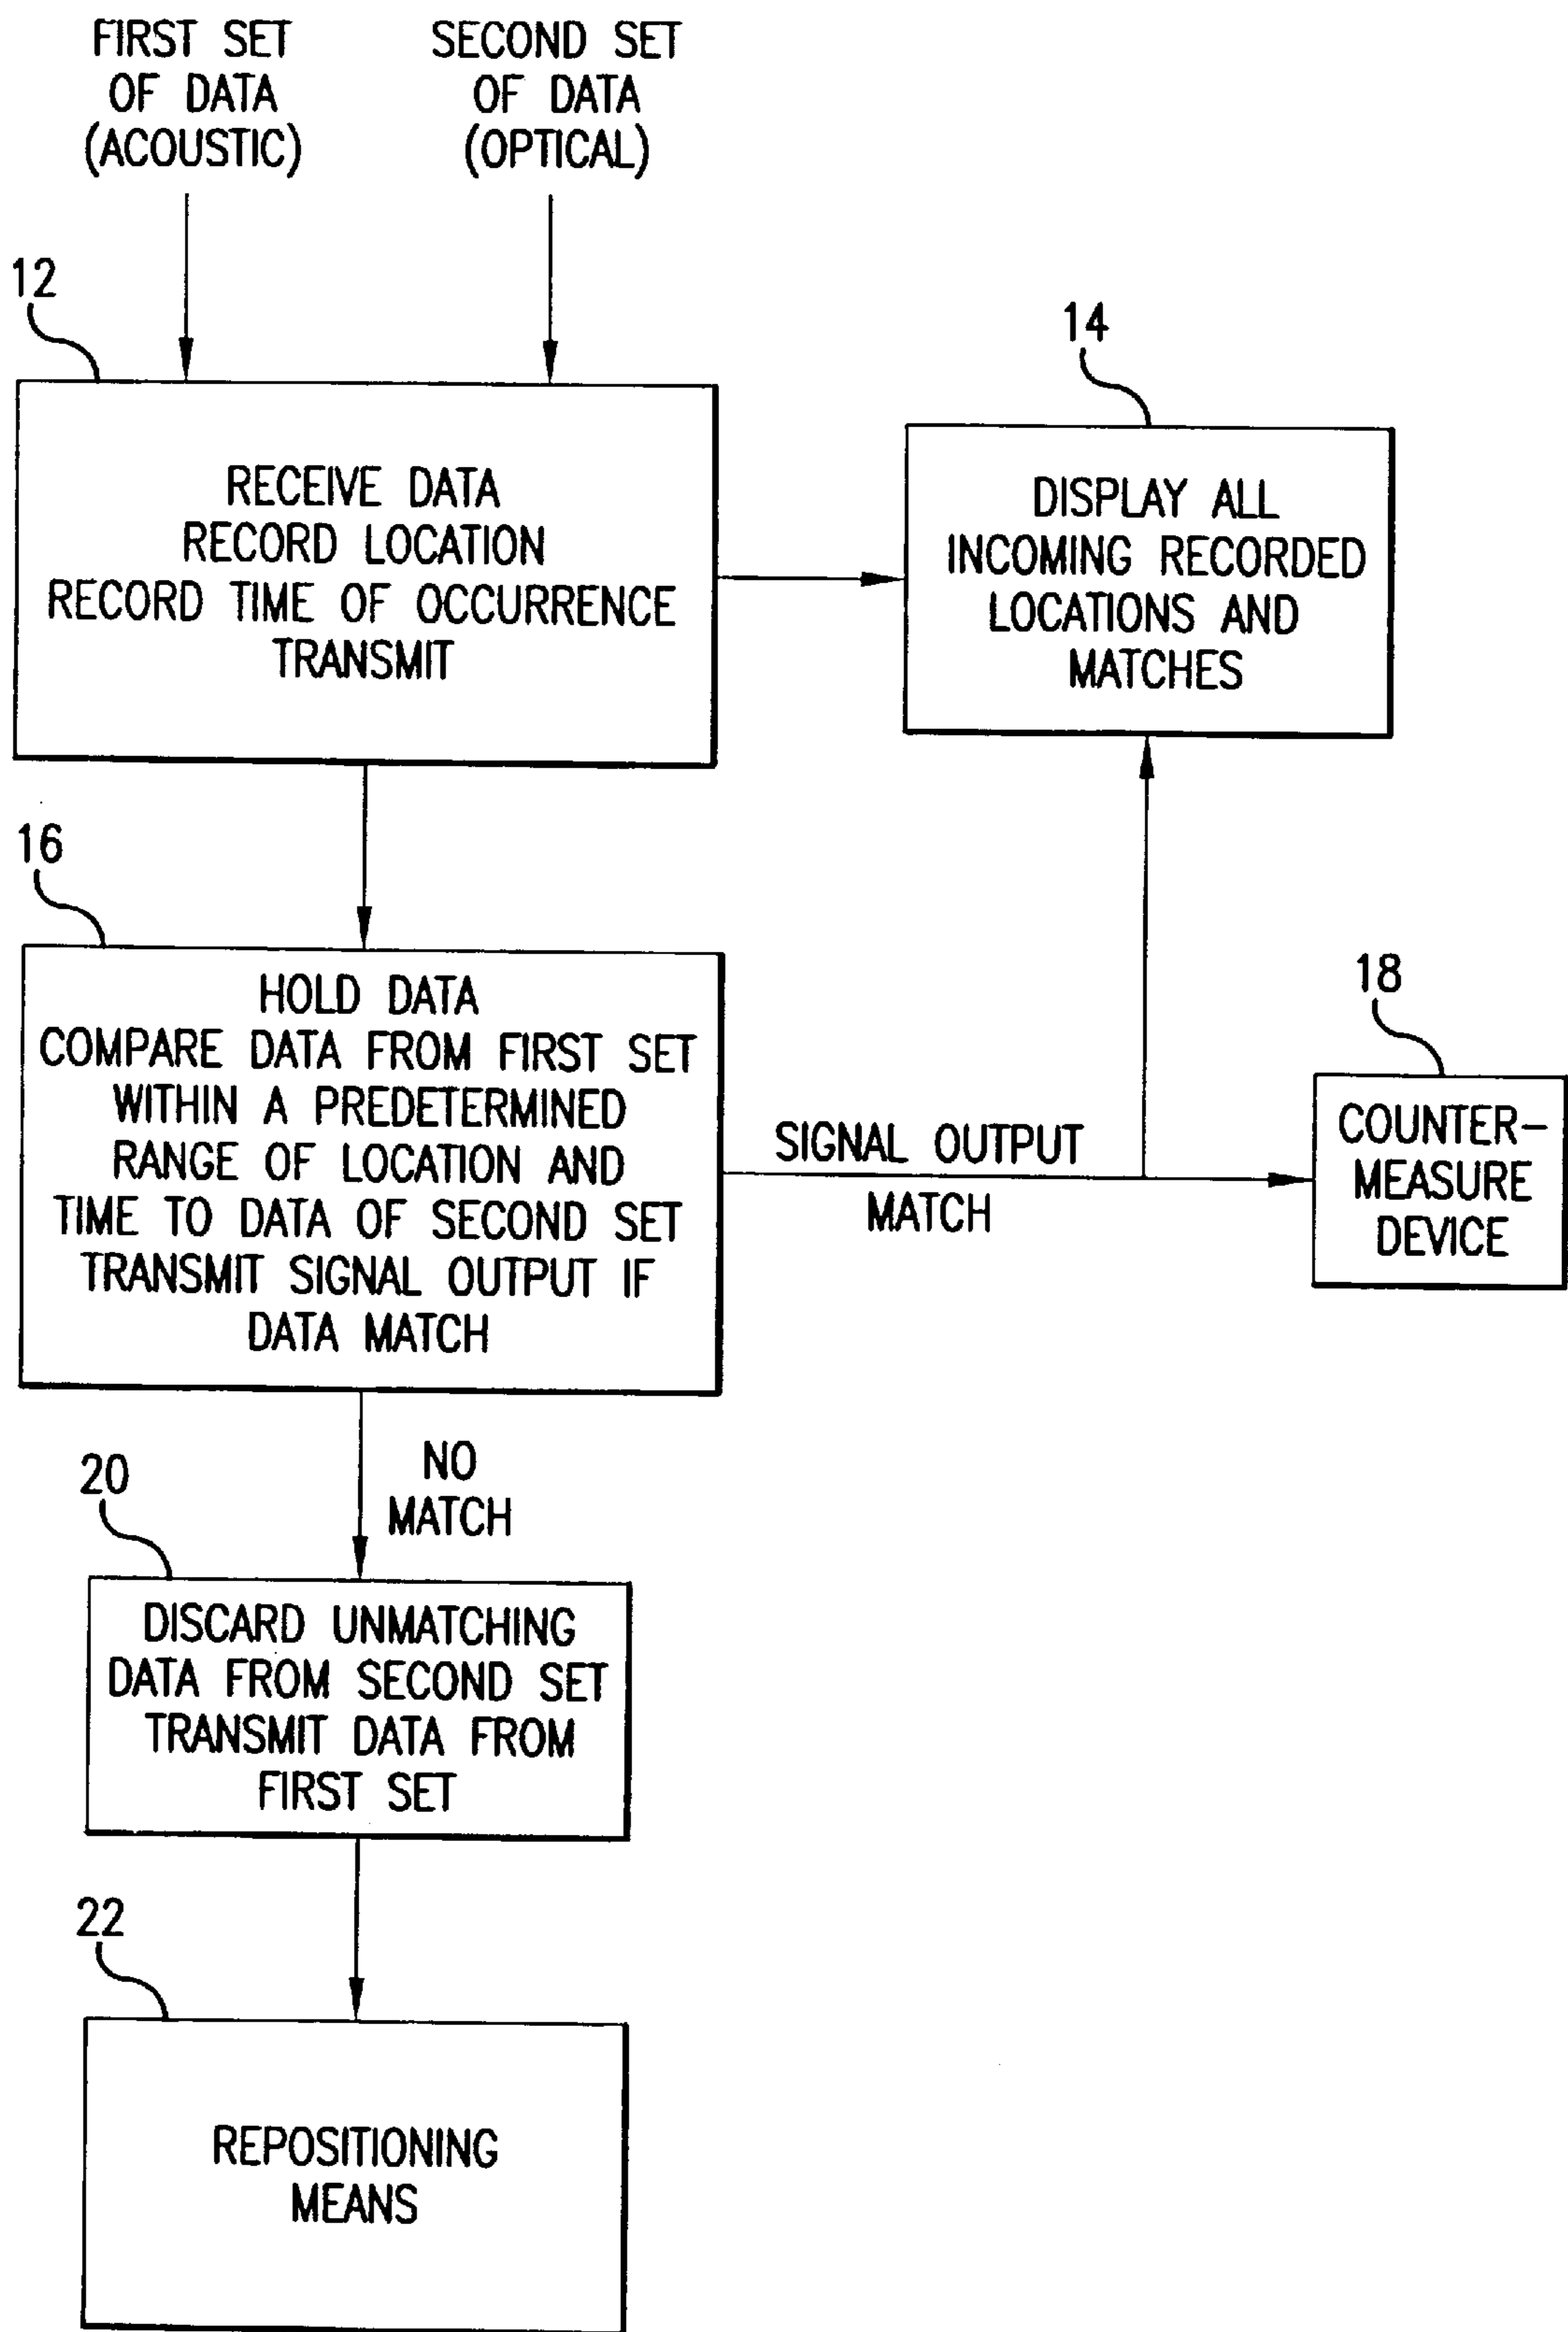 FIRST SET
OF DATA
(ACOUSTIC)
SECOND SET
OF DATA
(OPTICAL)
12
RECEIVE DATA
RECORD LOCATION
RECORD TIME OF OCCURRENCE
TRANSMIT
14
DISPLAY ALL
INCOMING RECORDED
LOCATIONS AND
MATCHES
16
HOLD DATA
COMPARE DATA FROM FIRST SET
WITHIN A PREDETERMINED
RANGE OF LOCATION AND
TIME TO DATA OF SECOND SET
TRANSMIT SIGNAL OUTPUT IF
DATA MATCH
SIGNAL OUTPUT
MATCH
18
COUNTER-
MEASURE
DEVICE
NO
MATCH
20
DISCARD UNMATCHING
DATA FROM SECOND SET
TRANSMIT DATA FROM
FIRST SET
22
REPOSITIONING
MEANS